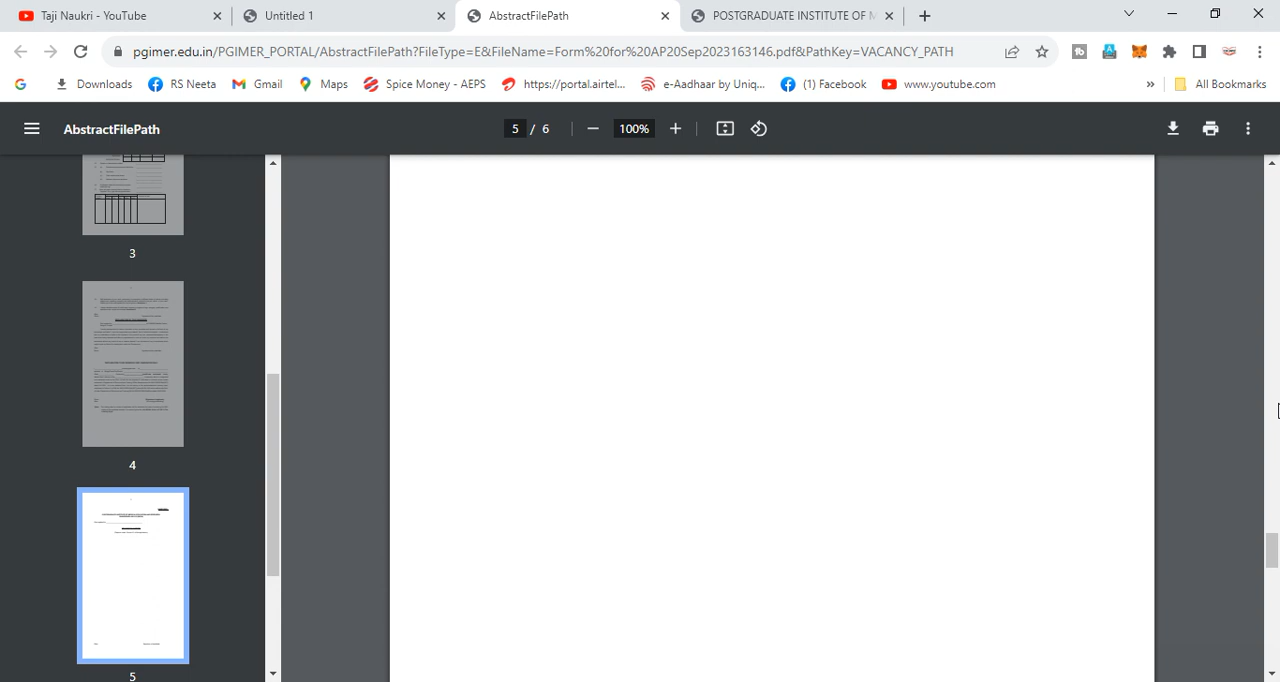 Taji Naukri - YouTube
Untitled 1
AbstractFilePath
POSTGRADUATE INSTITUTE OF M
pgimer.edu.in/PGIMER_PORTAL/AbstractFilePath?FileType=E&FileName=Form%20for%20AP20Sep2023163146.pdf&PathKey=VACANCY_PATH
G Downloads RS Neeta Gmail Maps Spice Money - AEPS https://portal.airtel... e-Aadhaar by Uniq... (1) Facebook www.youtube.com » All Bookmarks
AbstractFilePath 5 / 6 100%
3
4
5